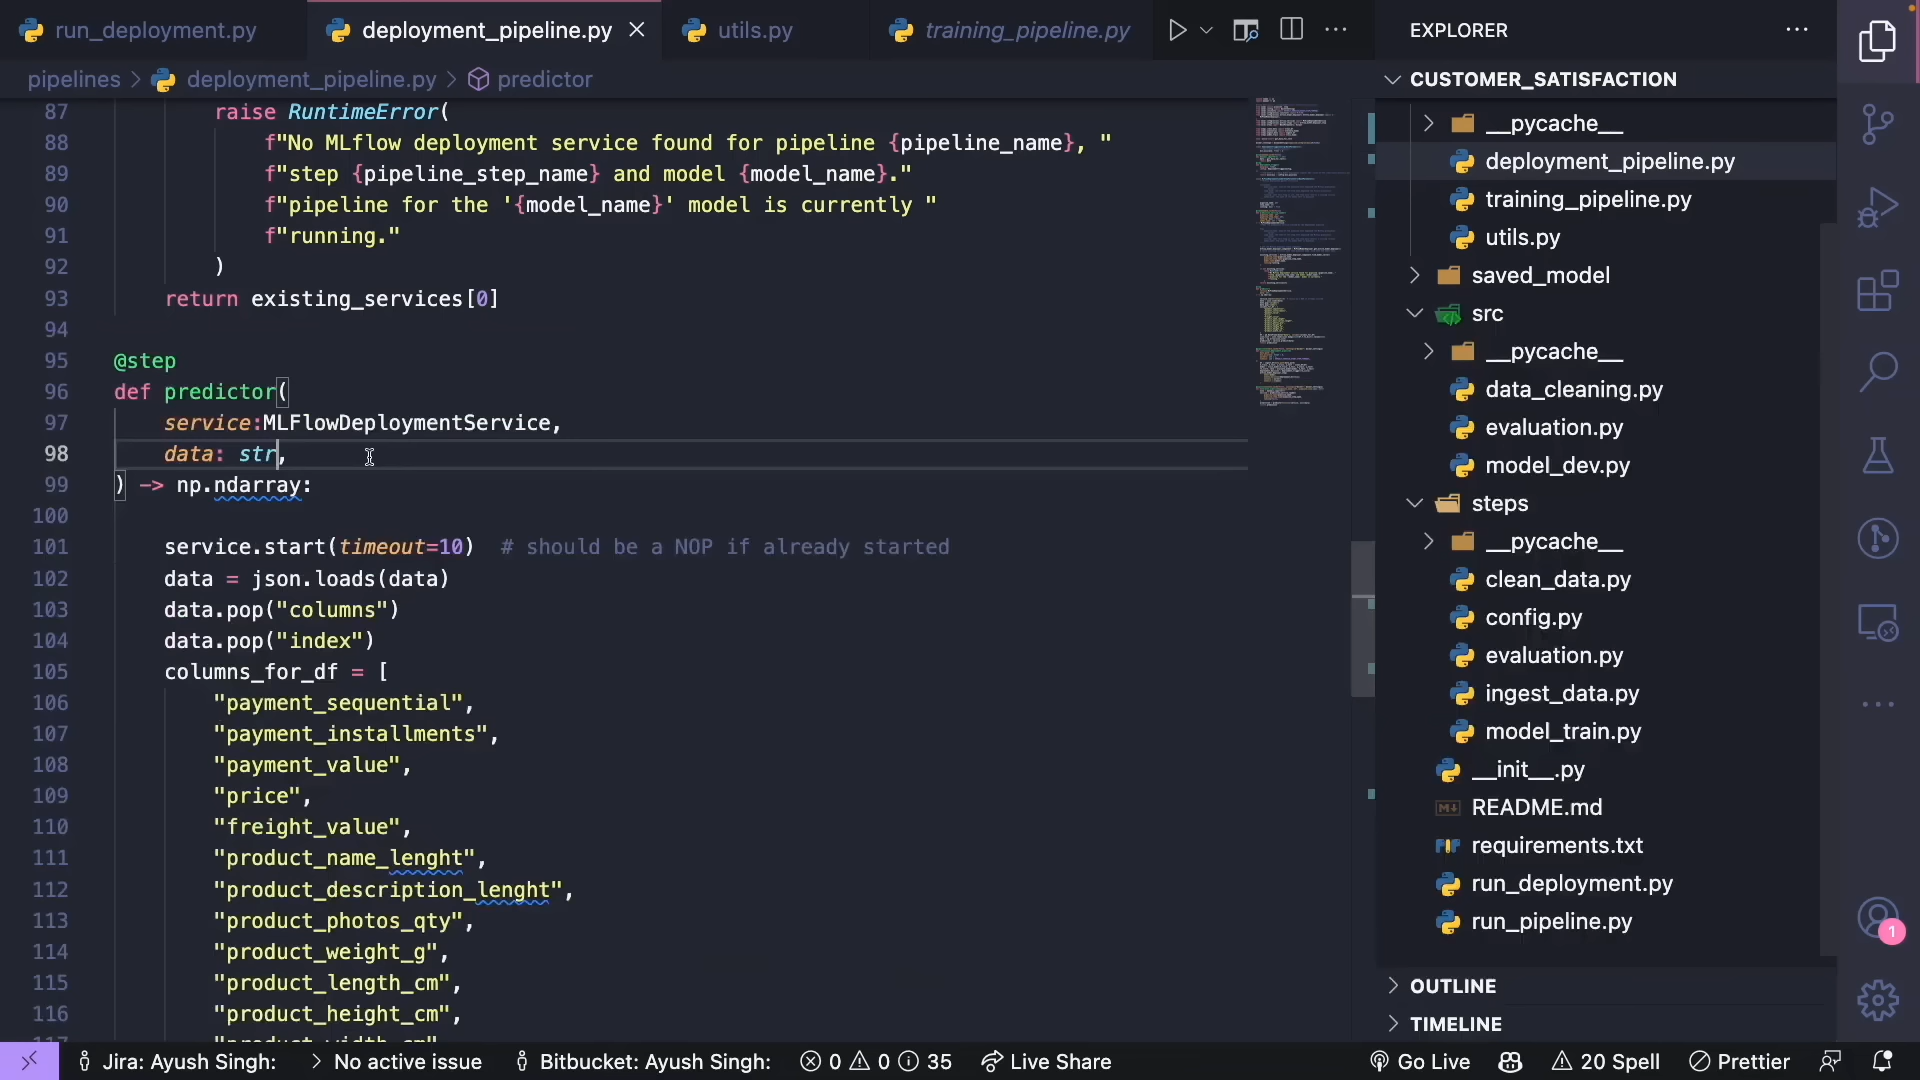 run_deployment.py
deployment_pipeline.py
utils.py
training_pipeline.py
pipelines > deployment_pipeline.py > predictor
87 raise RuntimeError(
88 f"No MLflow deployment service found for pipeline {pipeline_name}, "
89 f"step {pipeline_step_name} and model {model_name}."
90 f"pipeline for the '{model_name}' model is currently "
91 f"running."
92 )
93 return existing_services[0]
94
95 @step
96 def predictor(
97 service:MLFlowDeploymentService,
98 data: str,
99 ) -> np.ndarray:
100
101 service.start(timeout=10)  # should be a NOP if already started
102 data = json.loads(data)
103 data.pop("columns")
104 data.pop("index")
105 columns_for_df = [
106 "payment_sequential",
107 "payment_installments",
108 "payment_value",
109 "price",
110 "freight_value",
111 "product_name_lenght",
112 "product_description_lenght",
113 "product_photos_qty",
114 "product_weight_g",
115 "product_length_cm",
116 "product_height_cm",
EXPLORER
CUSTOMER_SATISFACTION
__pycache__
deployment_pipeline.py
training_pipeline.py
utils.py
saved_model
src
__pycache__
data_cleaning.py
evaluation.py
model_dev.py
steps
__pycache__
clean_data.py
config.py
evaluation.py
ingest_data.py
model_train.py
__init__.py
README.md
requirements.txt
run_deployment.py
run_pipeline.py
OUTLINE
TIMELINE
1
Jira: Ayush Singh: > No active issue Bitbucket: Ayush Singh: 0 0 35 Live Share Go Live 20 Spell Prettier